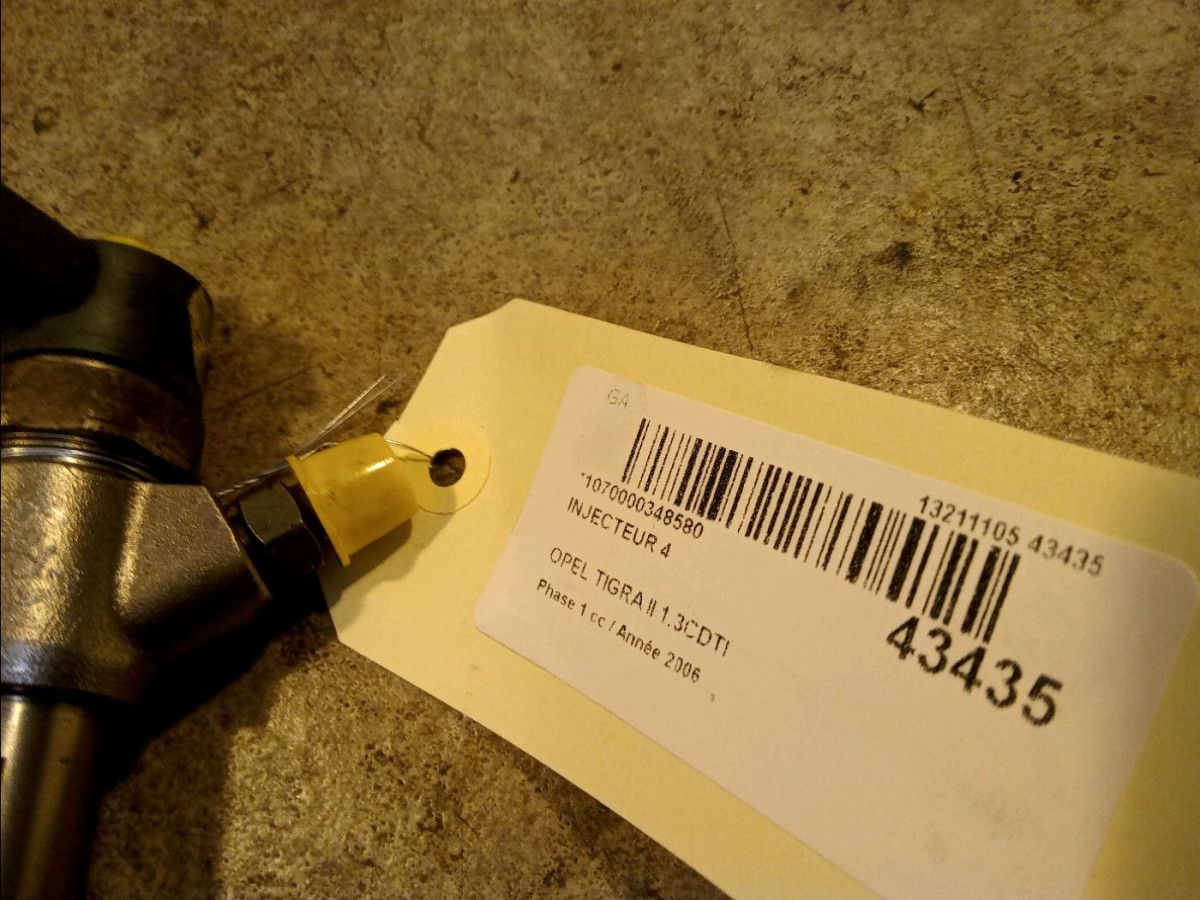 GA
13211105 43435
*1070000348580
INJECTEUR 4
43435
OPEL TIGRA II 1.3CDTI
Phase 1 cc / Année 2006